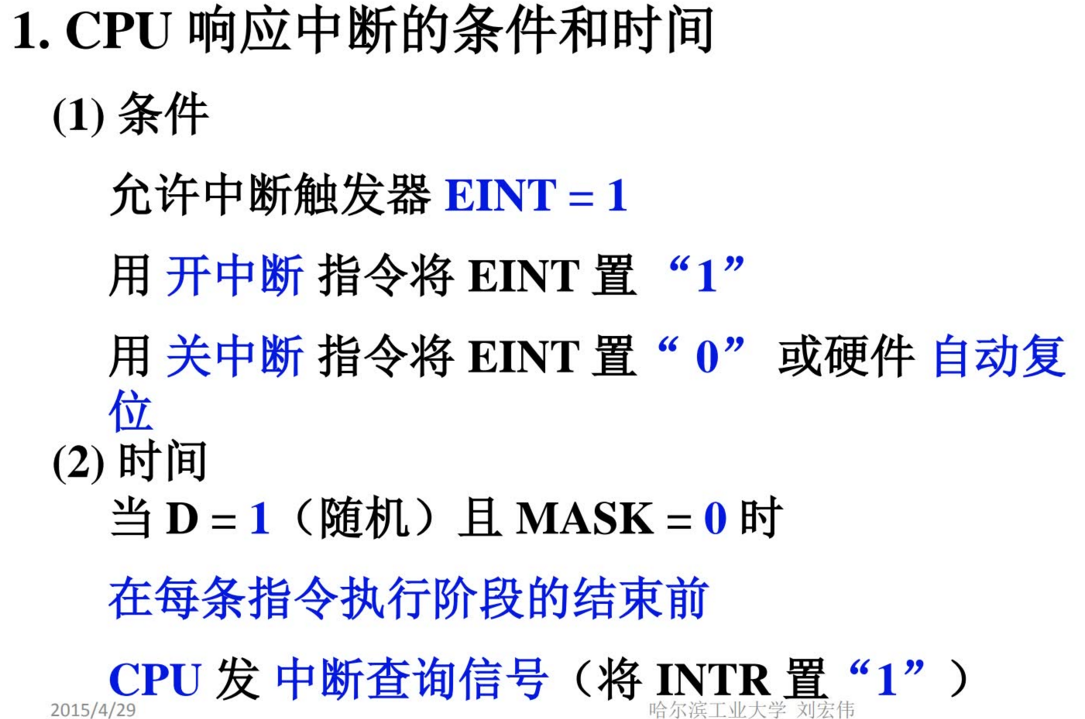 1. CPU 响应中断的条件和时间
(1) 条件
允许中断触发器 EINT = 1
用 开中断 指令将 EINT 置 “1”
用 关中断 指令将 EINT 置“ 0” 或硬件 自动复
位
(2) 时间
当 D = 1（随机）且 MASK = 0 时
在每条指令执行阶段的结束前
CPU 发 中断查询信号（将 INTR 置“1”）
2015/4/29 哈尔滨工业大学 刘宏伟